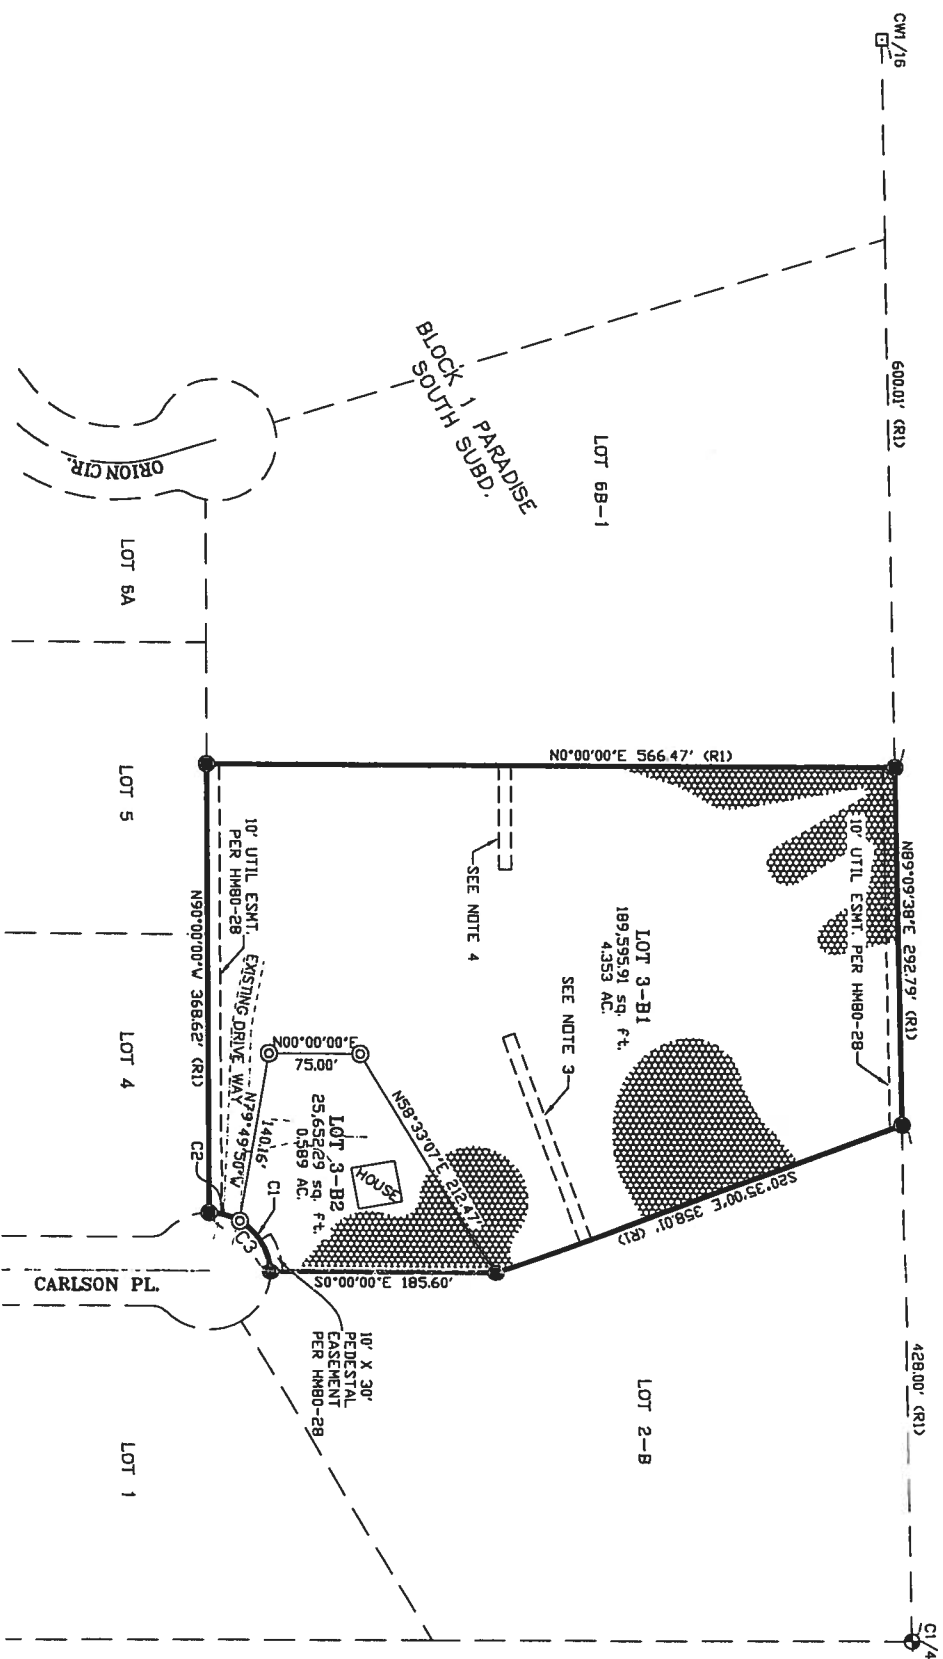 CW1/16
600.01' (R1)
BLOCK 1 PARADISE
SOUTH SUBD.
LOT 6B-1
ORION CIR.
LOT 6A
N0°00'00"E 566.47' (R1)
N89°09'38"E 292.79' (R1)
10' UTIL ESMT. PER HM80-28
LOT 5
10' UTIL ESMT.
PER HM80-28
SEE NOTE 4
LOT 3-B1
189,595.91 sq. ft.
4.353 AC.
SEE NOTE 3
N90°00'00"W 368.62' (R1)
EXISTING DRIVE WAY
LOT 4
N00°00'00"E
75.00'
N58°33'07"E 212.47'
N79°49'50"W
140.16'
LOT 3-B2
25,652.29 sq. ft.
0.589 AC.
HOUSE
S20°35'00"E 358.01' (R1)
C2
C1
C3
S0°00'00"E 185.60'
CARLSON PL.
10' X 30'
PEDESTAL
EASEMENT
PER HM80-28
428.00' (R1)
LOT 2-B
LOT 1
C1/4